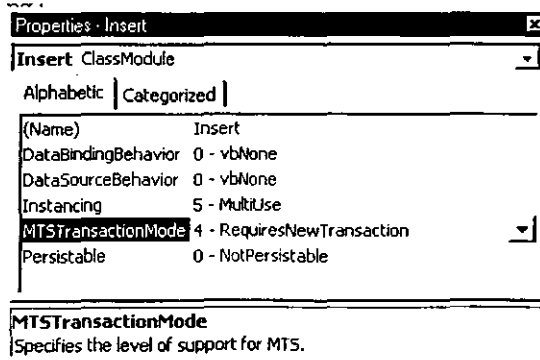 Properties - Insert
Insert ClassModule
Alphabetic Categorized
(Name) Insert
DataBindingBehavior 0 - vbNone
DataSourceBehavior 0 - vbNone
Instancing 5 - MultiUse
MTSTransactionMode 4 - RequiresNewTransaction
Persistable 0 - NotPersistable
MTSTransactionMode
Specifies the level of support for MTS.